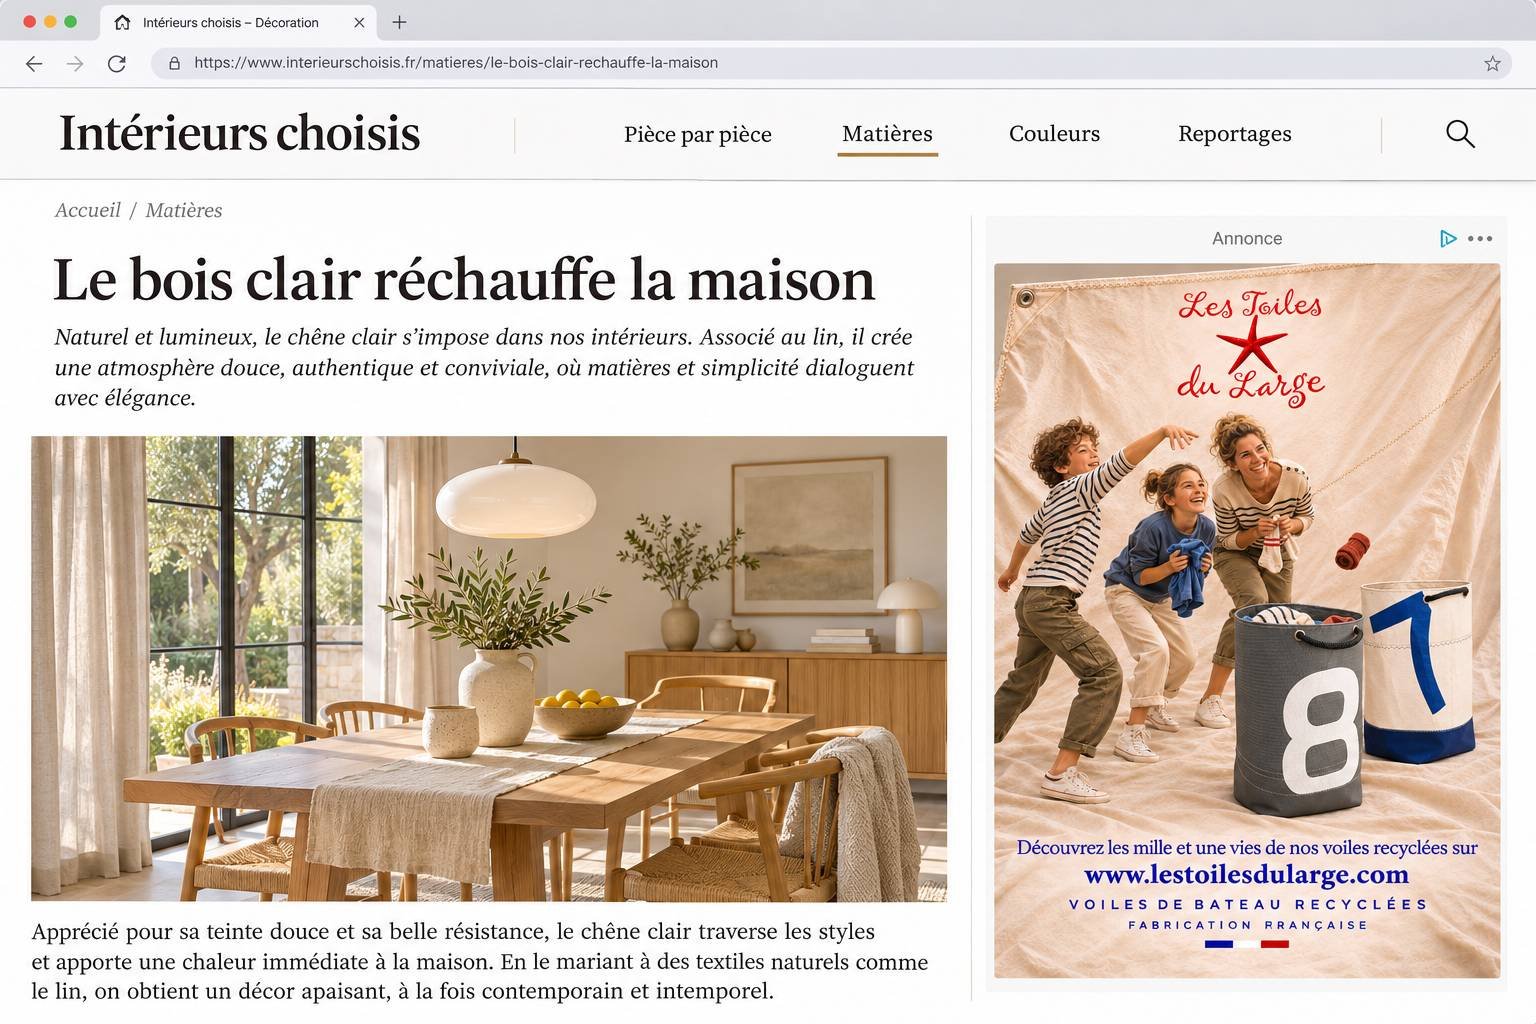 Intérieurs choisis – Décoration
https://www.interieurschoisis.fr/matieres/le-bois-clair-rechauffe-la-maison
Intérieurs choisis
Pièce par pièce
Matières
Couleurs
Reportages
Accueil / Matières
Le bois clair réchauffe la maison
Naturel et lumineux, le chêne clair s’impose dans nos intérieurs. Associé au lin, il crée
une atmosphère douce, authentique et conviviale, où matières et simplicité dialoguent
avec élégance.
Apprécié pour sa teinte douce et sa belle résistance, le chêne clair traverse les styles
et apporte une chaleur immédiate à la maison. En le mariant à des textiles naturels comme
le lin, on obtient un décor apaisant, à la fois contemporain et intemporel.
Annonce
Les Toiles
du Large
8
7
Découvrez les mille et une vies de nos voiles recyclées sur
www.lestoilesdularge.com
VOILES DE BATEAU RECYCLÉES
FABRICATION FRANÇAISE